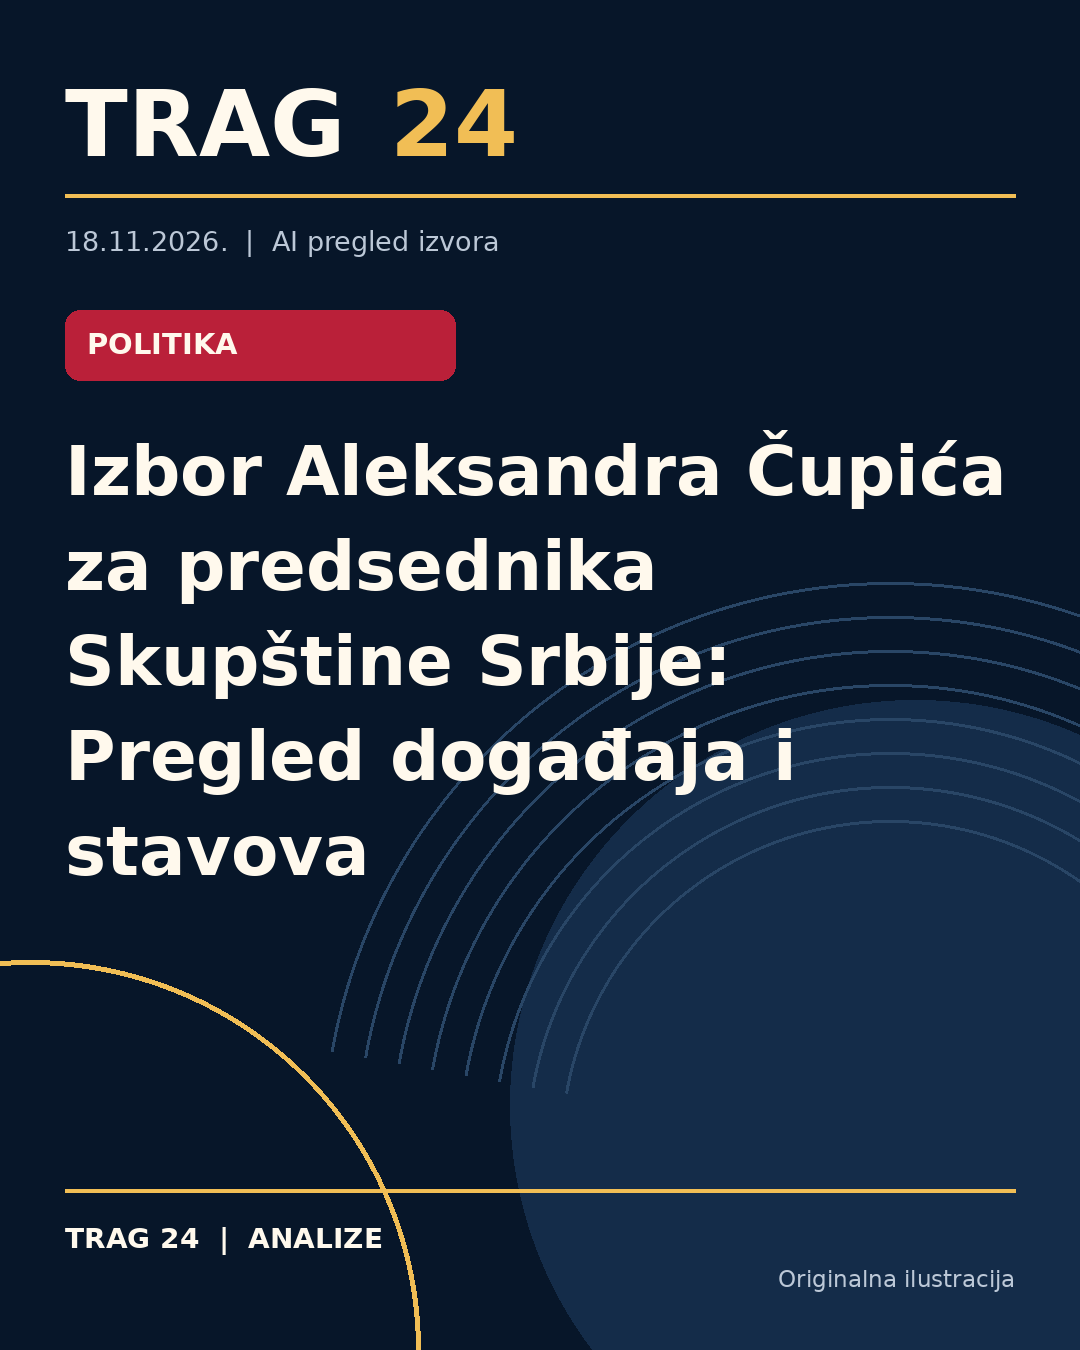 TRAG 24
18.11.2026. | AI pregled izvora
POLITIKA
Izbor Aleksandra Čupića
za predsednika
Skupštine Srbije:
Pregled događaja i
stavova
TRAG 24 | ANALIZE
Originalna ilustracija